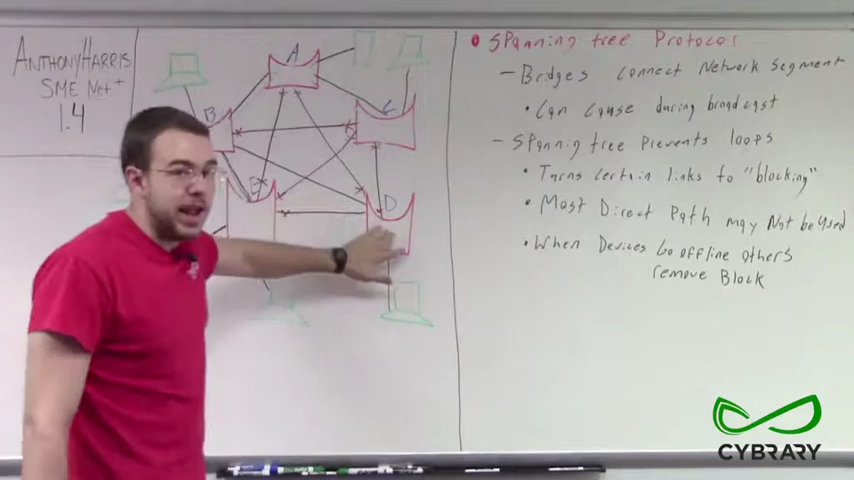 ANTHONY HARRIS
SME Net+
1.4
A
B
C
E
D
• SPanning tree Protocol
- Bridges connect Network Segment
• Can cause during broadcast
- SPanning tree Prevents loops
• Turns certain links to "blocking"
• Most Direct Path may Not be Used
• When Devices Go offline others
remove Block
CYBRARY